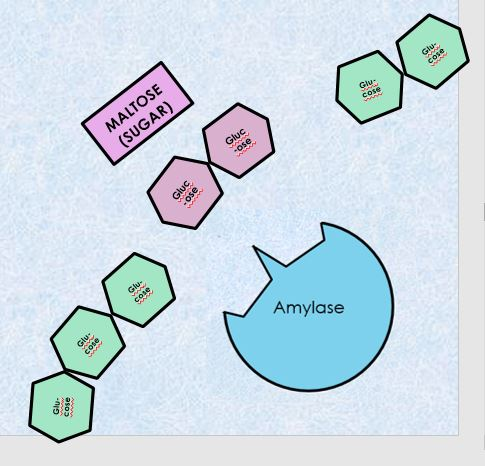 Glu-
cose
Glu-
cose
MALTOSE
(SUGAR)
Gluc
-ose
Gluc
-ose
Glu-
cose
Amylase
Glu-
cose
Glu-
cose